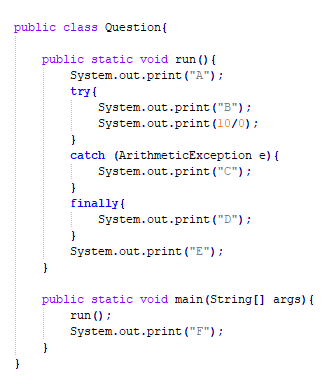 public class Question{
public static void run(){
System.out.print("A");
try{
System.out.print("B");
System.out.print(10/0);
}
catch (ArithmeticException e){
System.out.print("C");
}
finally{
System.out.print("D");
}
System.out.print("E");
}
public static void main(String[] args){
run();
System.out.print("F");
}
}